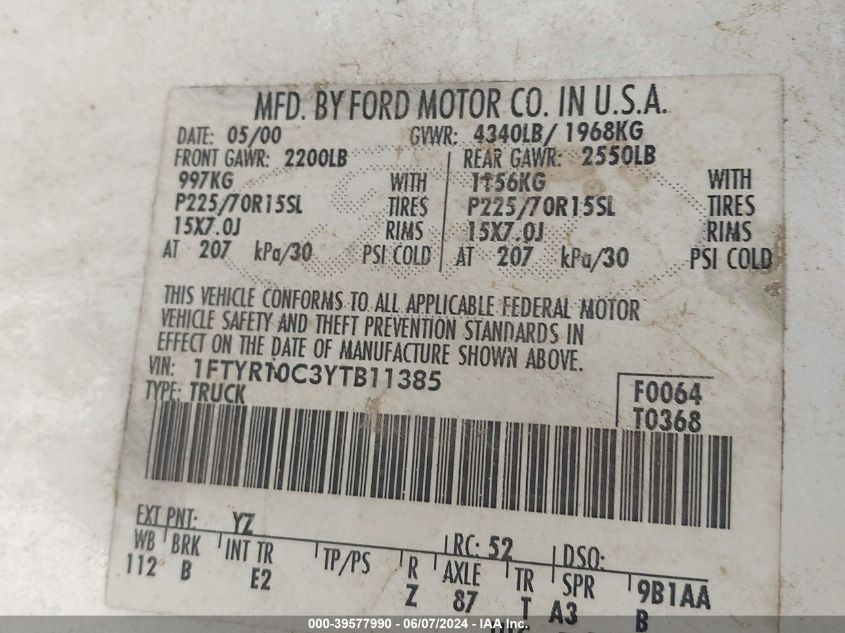 MFD. BY FORD MOTOR CO. IN U.S.A.
DATE: 05/00 GVWR: 4340LB/ 1968KG
FRONT GAWR: 2200LB REAR GAWR: 2550LB
997KG WITH 1156KG WITH
P225/70R15SL TIRES P225/70R15SL TIRES
15X7.0J RIMS 15X7.0J RIMS
AT 207 kPa/30 PSI COLD AT 207 kPa/30 PSI COLD
THIS VEHICLE CONFORMS TO ALL APPLICABLE FEDERAL MOTOR
VEHICLE SAFETY AND THEFT PREVENTION STANDARDS IN
EFFECT ON THE DATE OF MANUFACTURE SHOWN ABOVE.
VIN: 1FTYR10C3YTB11385
TYPE: TRUCK
F0064
T0368
EXT PNT: YZ RC: 52 DSO:
WB BRK INT TR TP/PS R AXLE TR SPR 9B1AA
112 B E2 Z 87 T A3 B
000-39577990 - 06/07/2024 - IAAI.COM